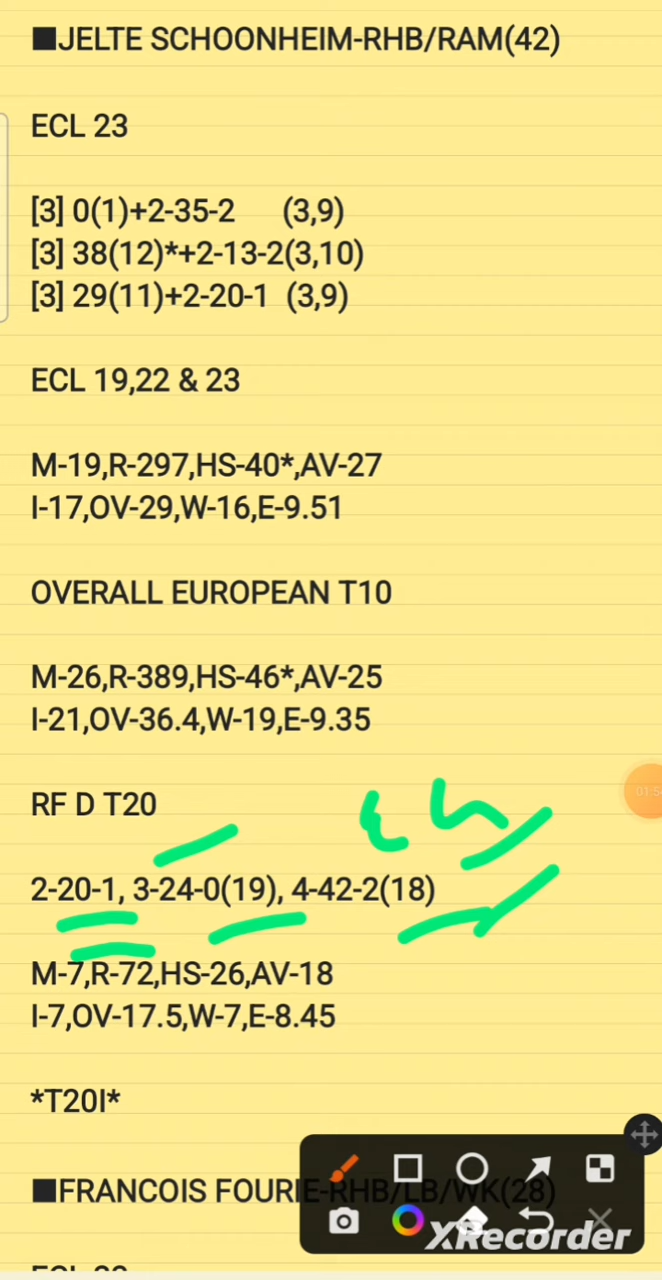 ■JELTE SCHOONHEIM-RHB/RAM(42)
ECL 23
[3] 0(1)+2-35-2 (3,9)
[3] 38(12)*+2-13-2(3,10)
[3] 29(11)+2-20-1 (3,9)
ECL 19,22 & 23
M-19,R-297,HS-40*,AV-27
I-17,OV-29,W-16,E-9.51
OVERALL EUROPEAN T10
M-26,R-389,HS-46*,AV-25
I-21,OV-36.4,W-19,E-9.35
RF D T20
2-20-1, 3-24-0(19), 4-42-2(18)
M-7,R-72,HS-26,AV-18
I-7,OV-17.5,W-7,E-8.45
*T20I*
■FRANCOIS FOURIE-RHB/LB/WK(28)
XRecorder